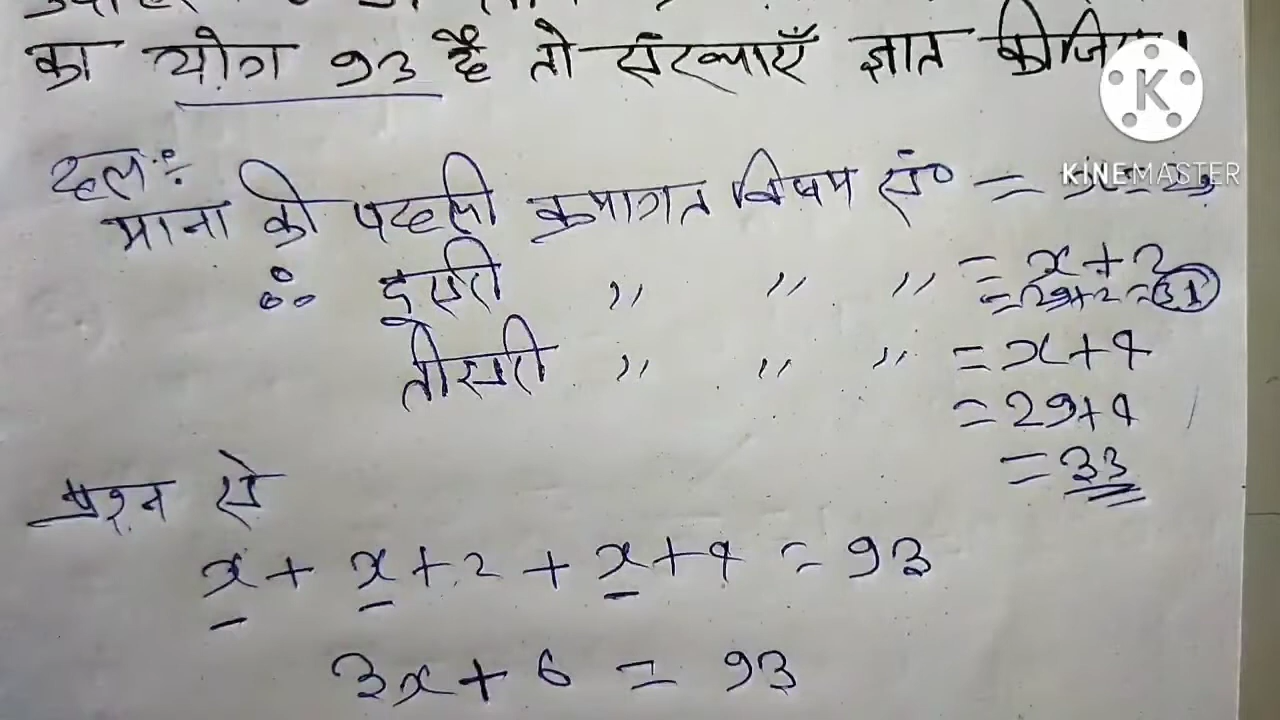 का योग 93 है तो संख्याएँ ज्ञात कीजिए।
K
KINEMASTER
हल:-
माना की पहली क्रमागत विषम सं० = x = 29
∴ दूसरी " " " = x + 2
= 29+2 = 31
तीसरी " " " = x + 4
= 29+4
= 33
प्रश्न से
x + x + 2 + x + 4 = 93
3x + 6 = 93